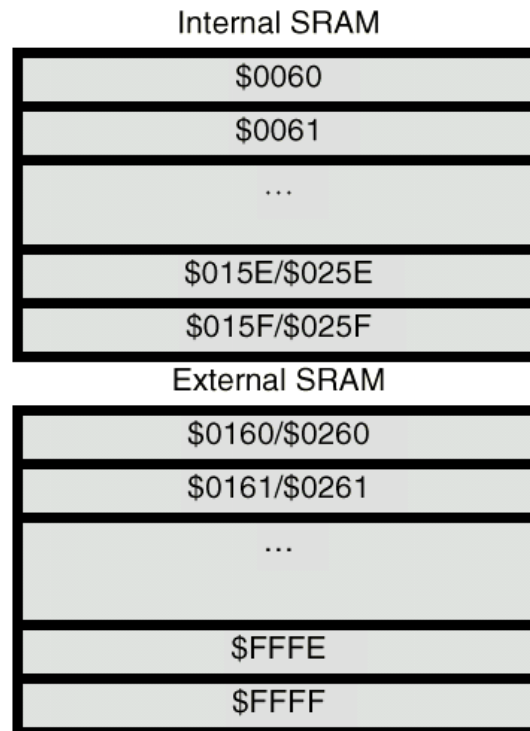 Internal SRAM
$0060
$0061
...
$015E/$025E
$015F/$025F
External SRAM
$0160/$0260
$0161/$0261
...
$FFFE
$FFFF